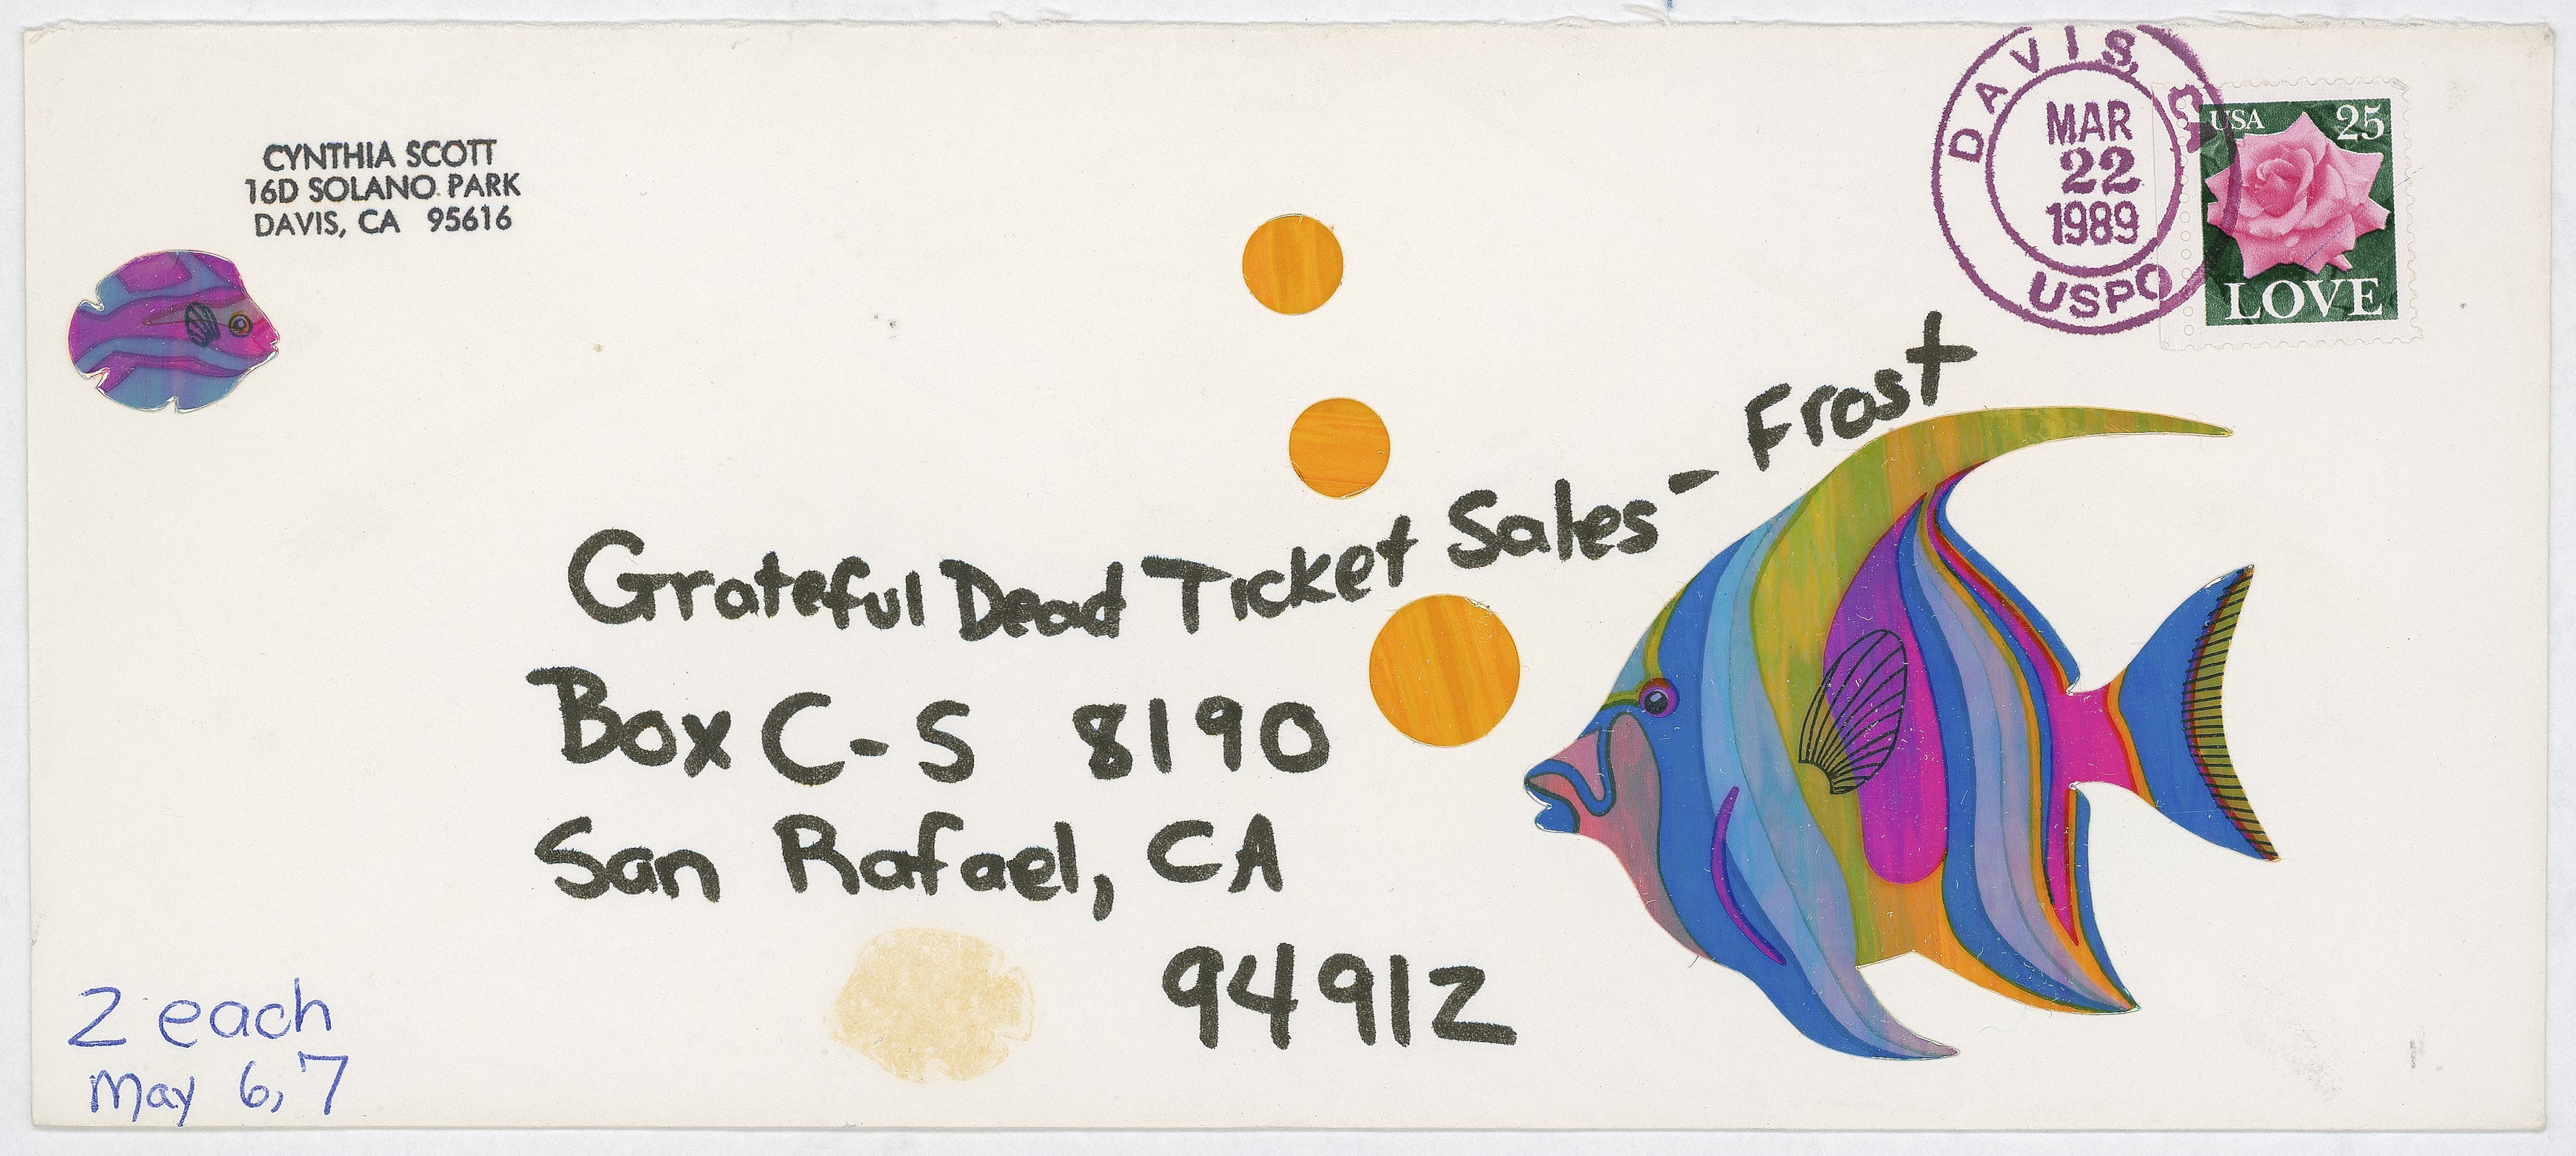 CYNTHIA SCOTT
16D SOLANO PARK
DAVIS, CA 95616
DAVIS, CA
MAR
22
1989
USPO
USA 25
LOVE
Grateful Dead Ticket Sales - Frost
Box C-S 8190
San Rafael, CA
94912
2 each
May 6, 7